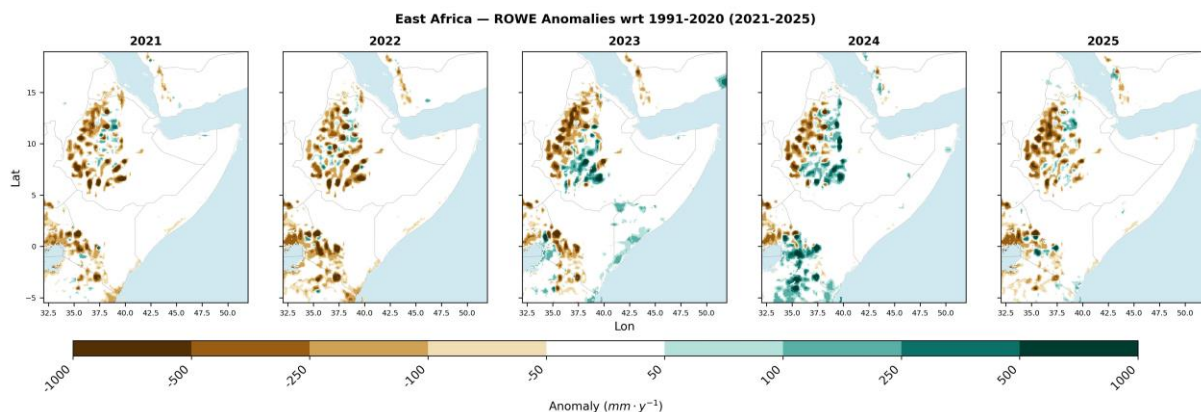 East Africa — ROWE Anomalies wrt 1991-2020 (2021-2025)
2021 2022 2023 2024 2025
Lat
15
10
5
0
−5
32.5 35.0 37.5 40.0 42.5 45.0 47.5 50.0 32.5 35.0 37.5 40.0 42.5 45.0 47.5 50.0 32.5 35.0 37.5 40.0 42.5 45.0 47.5 50.0 32.5 35.0 37.5 40.0 42.5 45.0 47.5 50.0 32.5 35.0 37.5 40.0 42.5 45.0 47.5 50.0
Lon
-1000 -500 -250 -100 -50 50 100 250 500 1000
Anomaly (mm · y⁻¹)